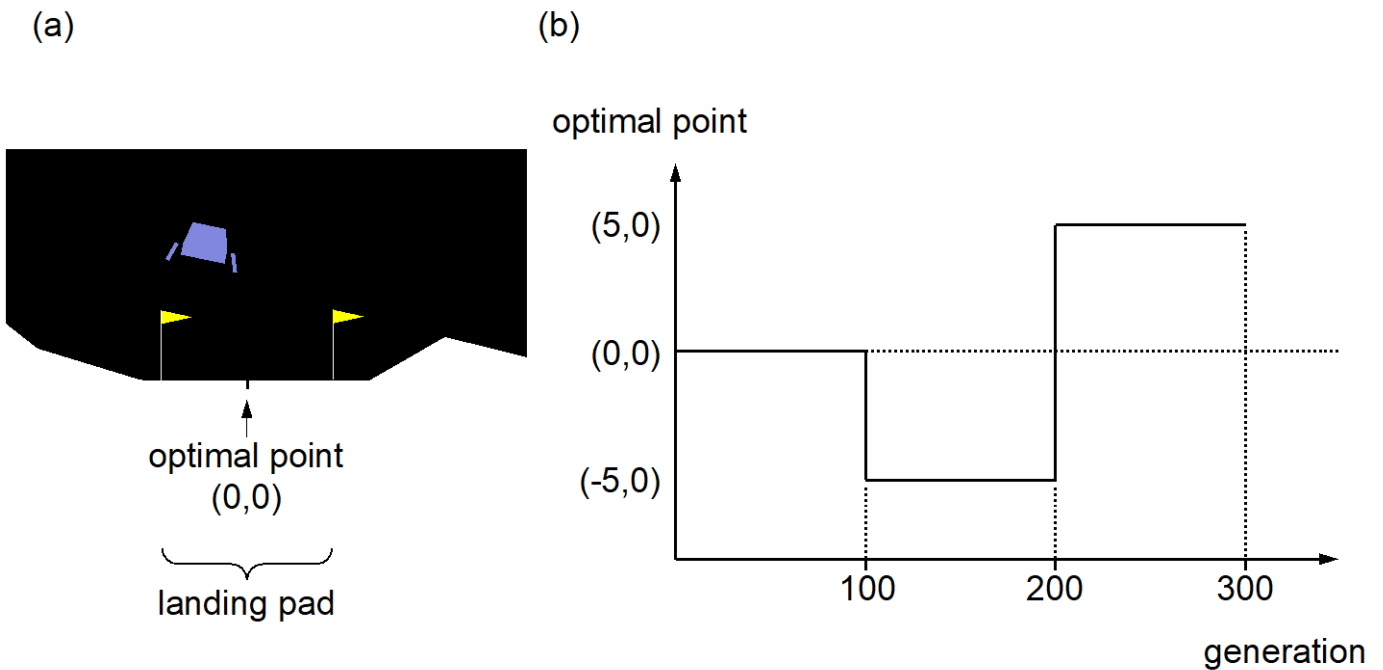 (a)
optimal point
(0,0)
landing pad
(b)
optimal point
(5,0)
(0,0)
(-5,0)
100 200 300
generation